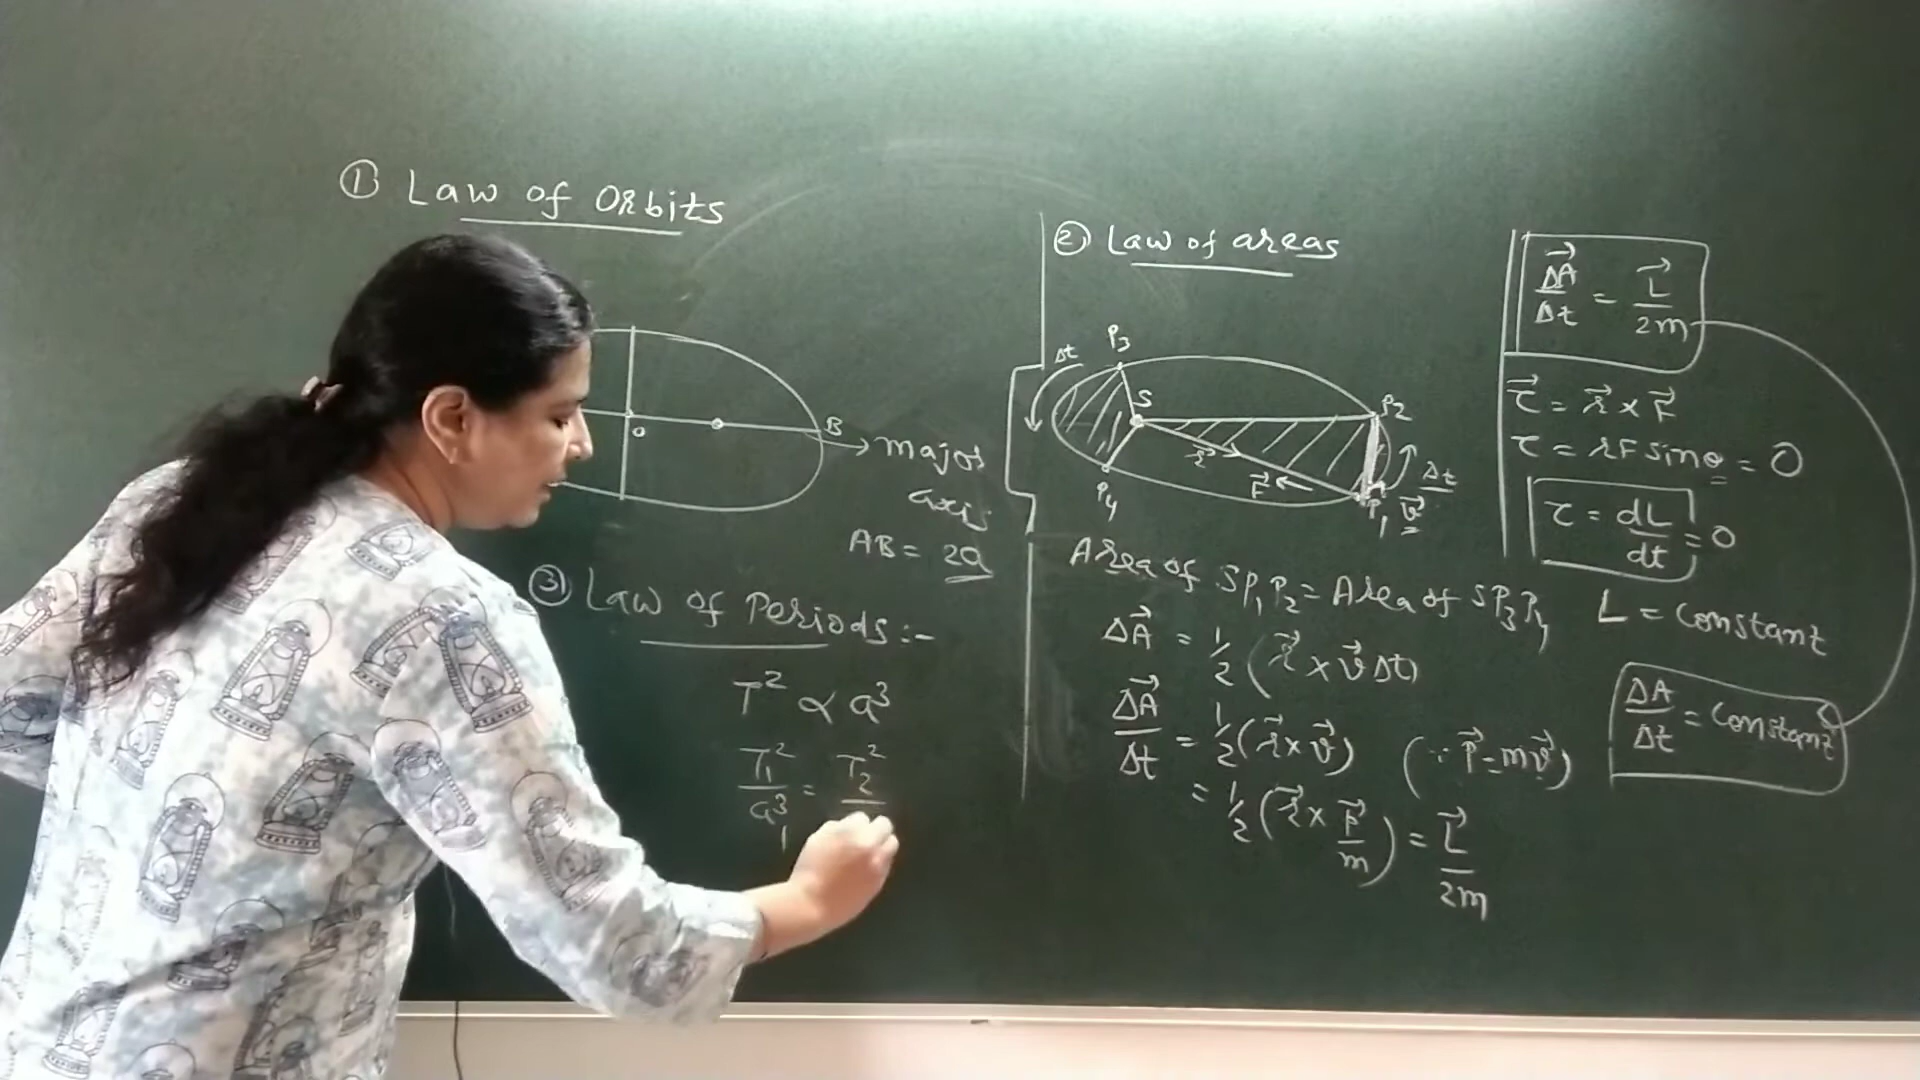 ① Law of Orbits
O
B
major
axis
AB = 2a
③ Law of Periods:-
T² ∝ a³
T₁²/a₁³ = T₂²/
② Law of areas
Δt
P₃
S
P₂
r⃗
F⃗
Δt
P₄
P₁ v⃗
Area of SP₁P₂ = Area of SP₃P₄
ΔA⃗ = 1/2 (r⃗ × v⃗ Δt)
ΔA⃗/Δt = 1/2 (r⃗ × v⃗) (∵ P⃗ = mv⃗)
= 1/2 (r⃗ × P⃗/m) = L⃗/2m
ΔA⃗/Δt = L⃗/2m
τ⃗ = r⃗ × F⃗
τ = rF sinθ = 0
τ = dL/dt = 0
L = Constant
ΔA/Δt = Constant